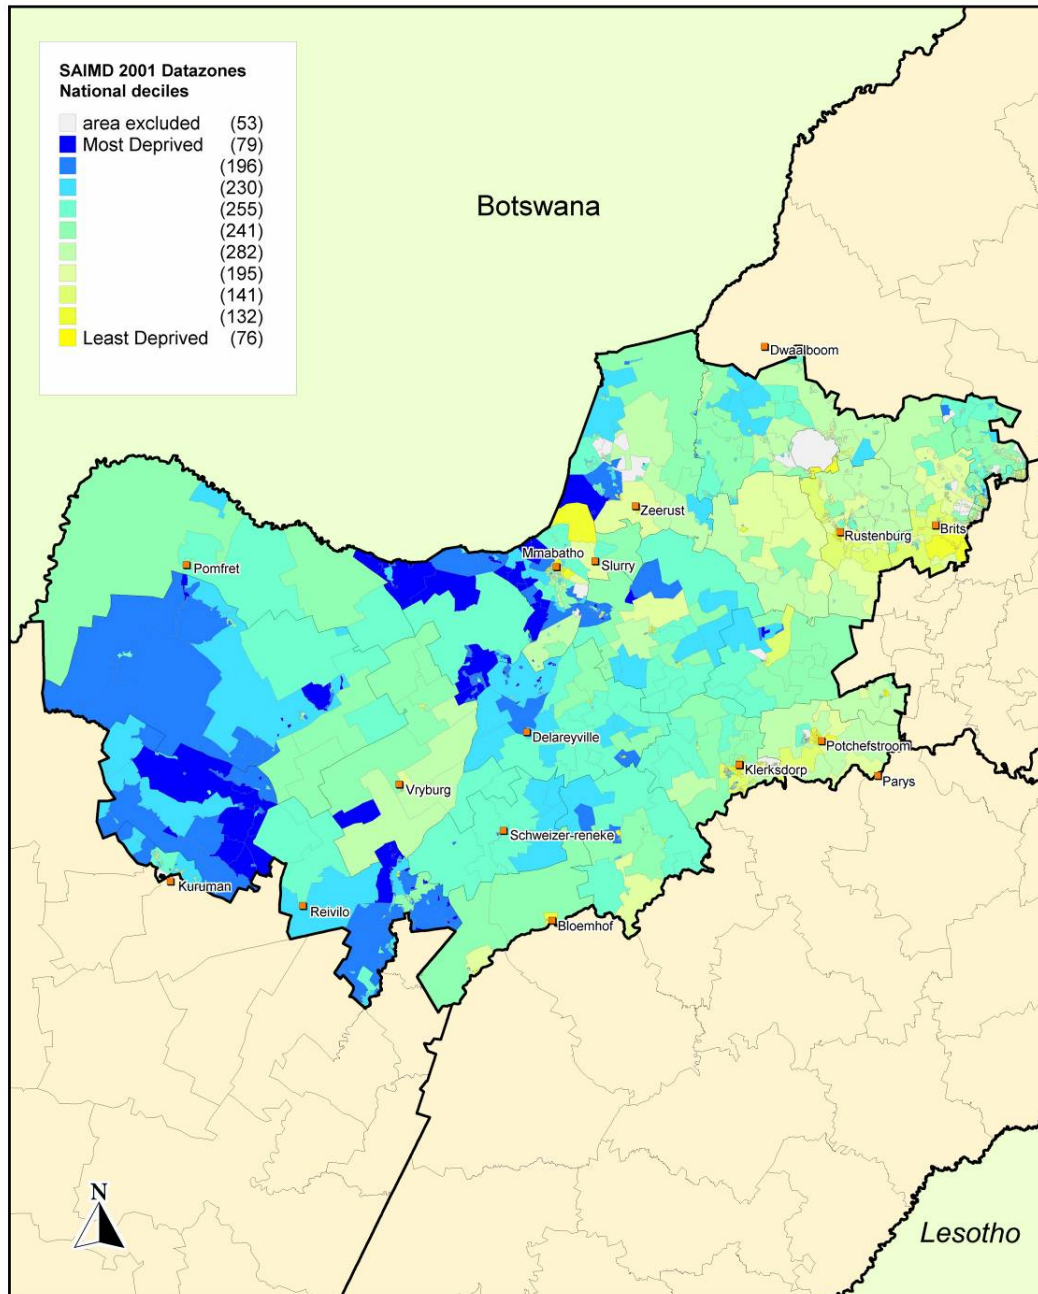 SAIMD 2001 Datazones
National deciles
area excluded (53)
Most Deprived (79)
(196)
(230)
(255)
(241)
(282)
(195)
(141)
(132)
Least Deprived (76)
Botswana
Dwaalboom
Zeerust
Rustenburg
Brits
Mmabatho
Slurry
Pomfret
Delareyville
Potchefstroom
Klerksdorp
Parys
Vryburg
Schweizer-reneke
Kuruman
Reivilo
Bloemhof
N
Lesotho